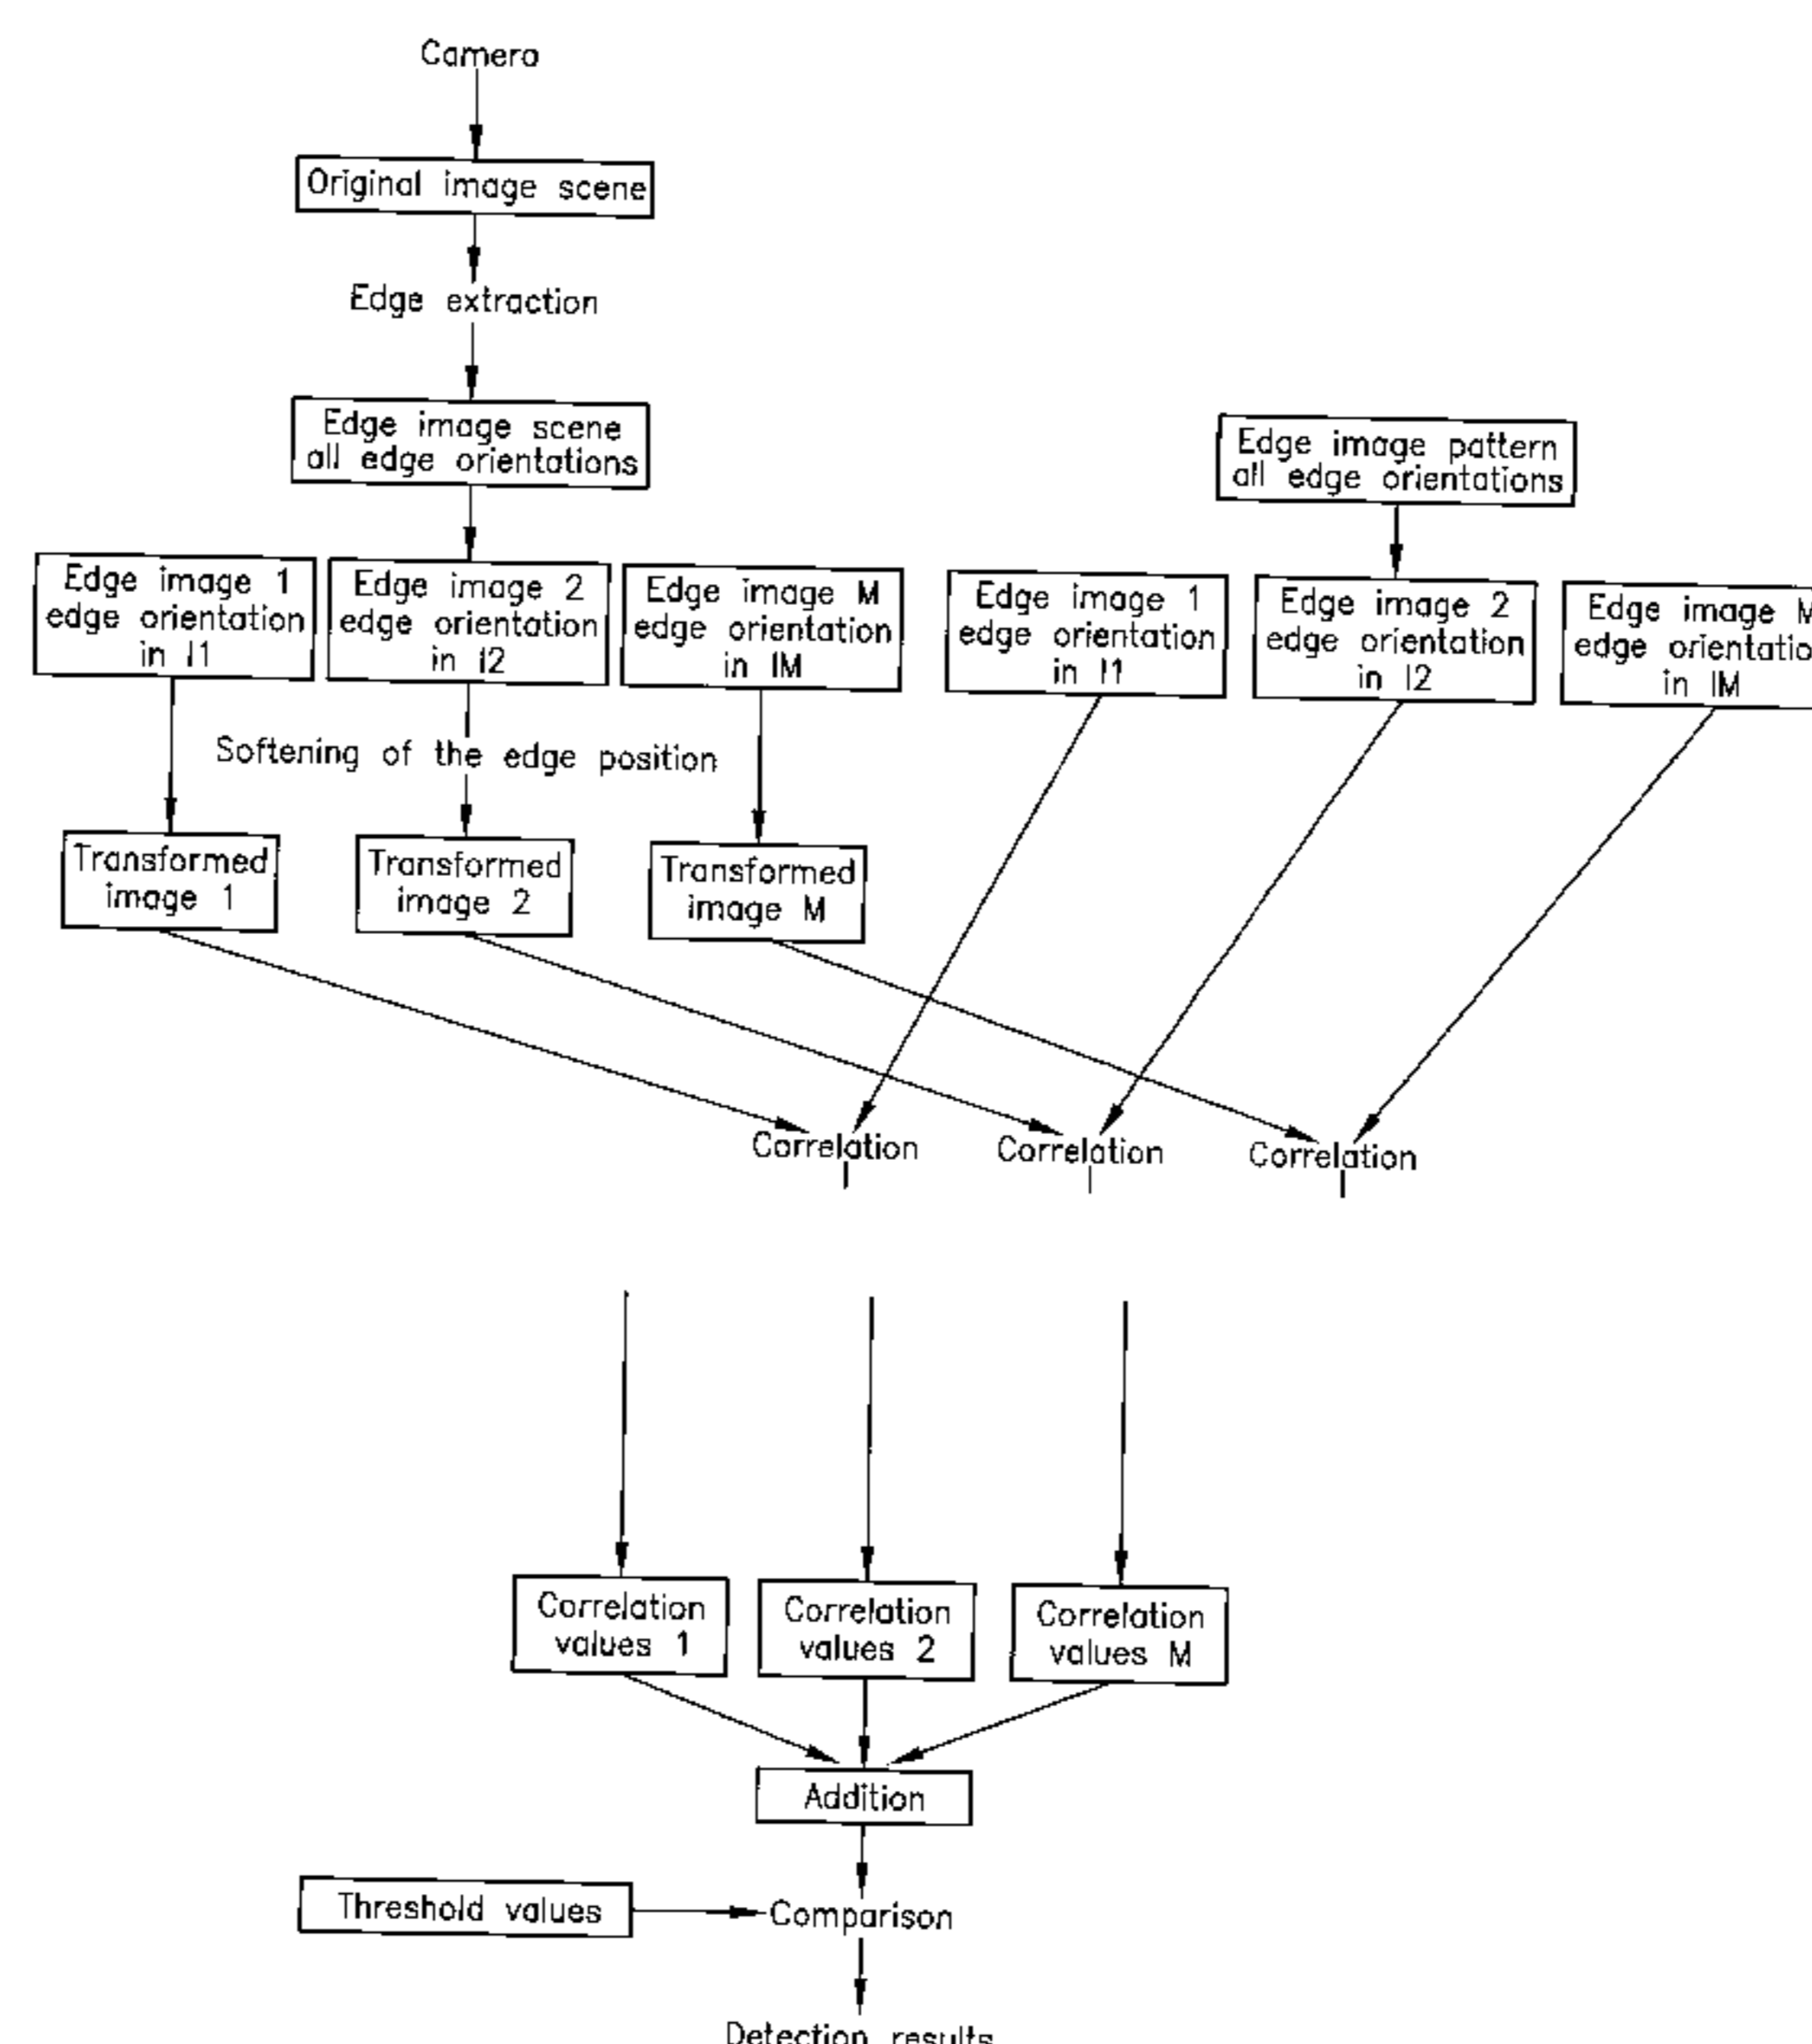 Camera
Original image scene
Edge extraction
Edge image scene
all edge orientations
Edge image pattern
all edge orientations
Edge image 1
edge orientation
in I1
Edge image 2
edge orientation
in I2
Edge image M
edge orientation
in IM
Edge image 1
edge orientation
in I1
Edge image 2
edge orientation
in I2
Edge image M
edge orientatio
in IM
Softening of the edge position
Transformed
image 1
Transformed
image 2
Transformed
image M
Correlation
Correlation
Correlation
Correlation
values 1
Correlation
values 2
Correlation
values M
Addition
Threshold values
Comparison
Detection results